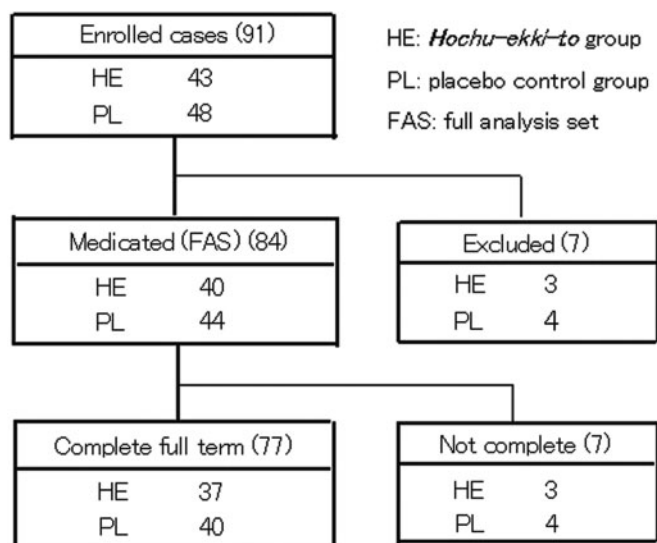 Enrolled cases (91)
HE 43
PL 48
HE: Hochu-ekki-to group
PL: placebo control group
FAS: full analysis set
Medicated (FAS) (84)
HE 40
PL 44
Excluded (7)
HE 3
PL 4
Complete full term (77)
HE 37
PL 40
Not complete (7)
HE 3
PL 4